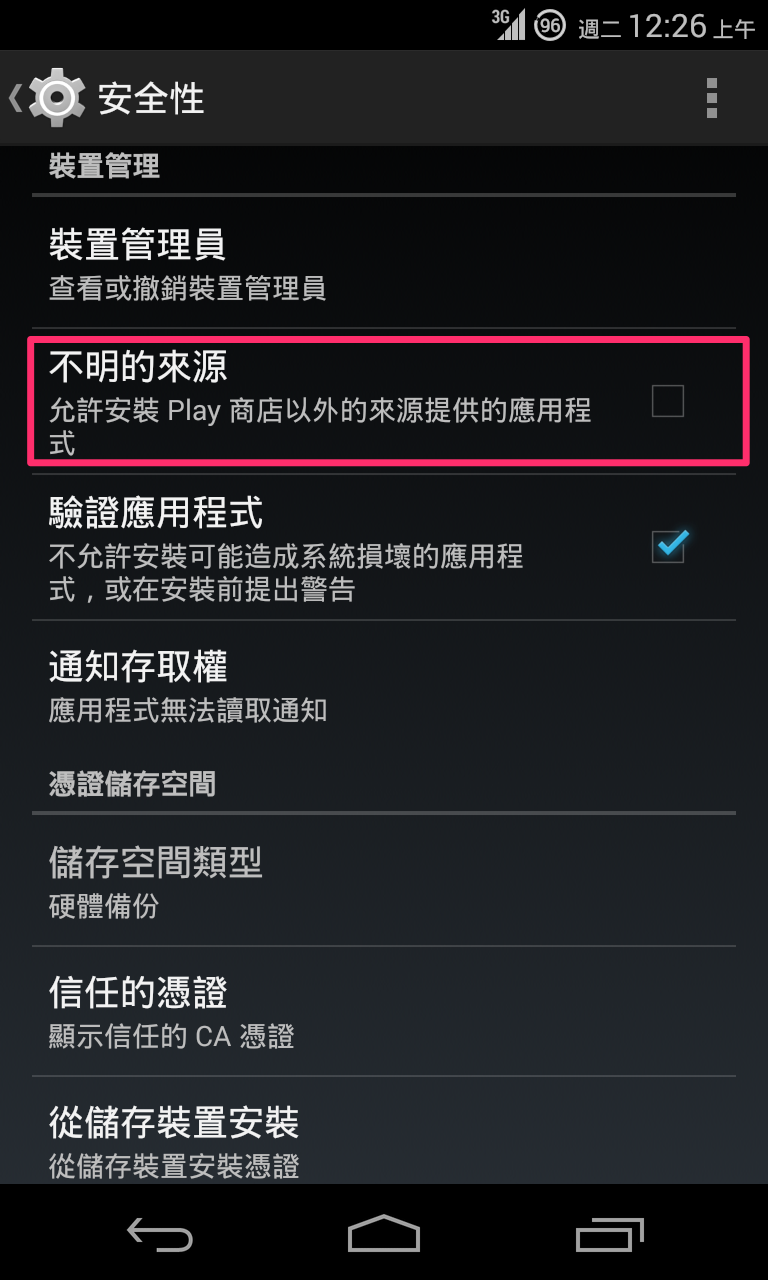 3G 96 週二 12:26 上午
安全性
裝置管理
裝置管理員
查看或撤銷裝置管理員
不明的來源
允許安裝 Play 商店以外的來源提供的應用程
式
驗證應用程式
不允許安裝可能造成系統損壞的應用程
式，或在安裝前提出警告
通知存取權
應用程式無法讀取通知
憑證儲存空間
儲存空間類型
硬體備份
信任的憑證
顯示信任的 CA 憑證
從儲存裝置安裝
從儲存裝置安裝憑證